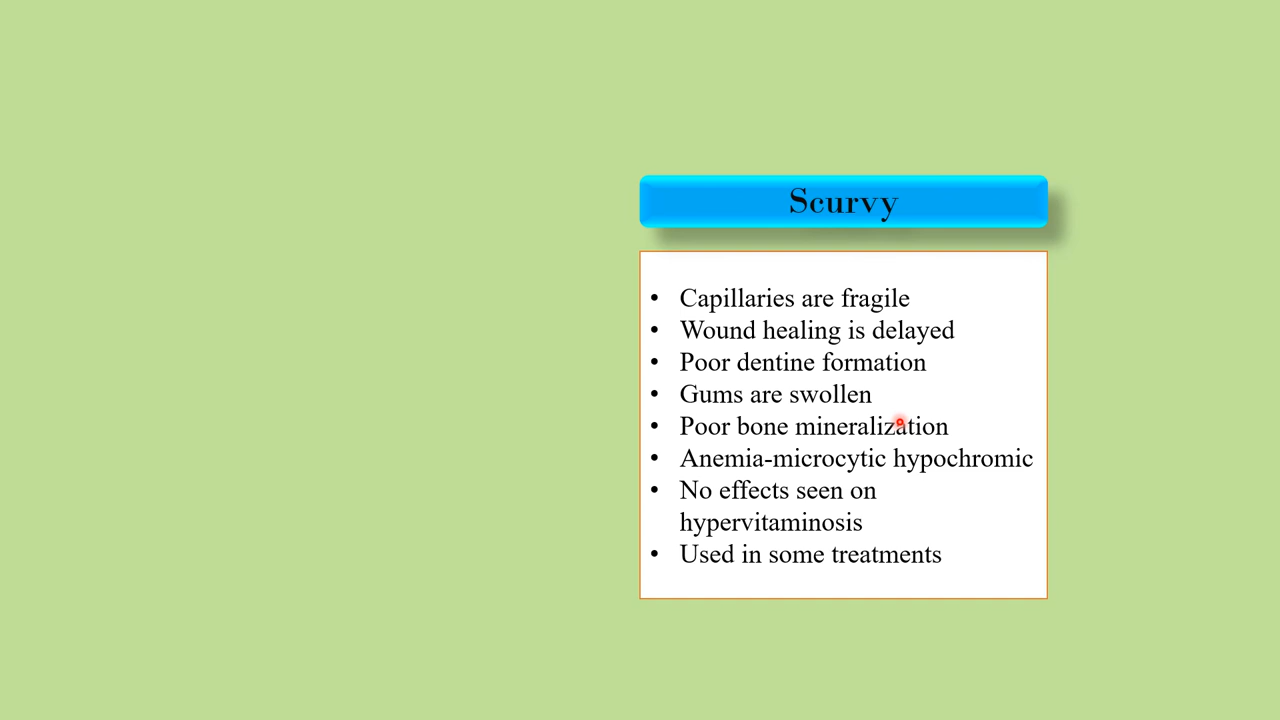 Scurvy
• Capillaries are fragile
• Wound healing is delayed
• Poor dentine formation
• Gums are swollen
• Poor bone mineralization
• Anemia-microcytic hypochromic
• No effects seen on
hypervitaminosis
• Used in some treatments